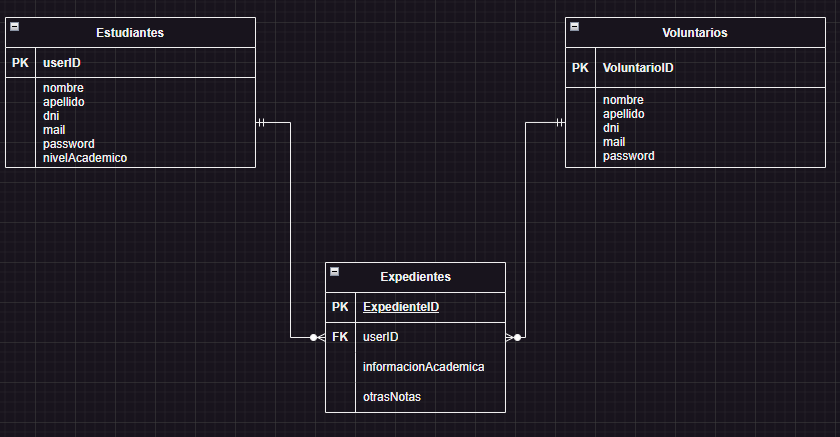 Estudiantes
PK userID
nombre
apellido
dni
mail
password
nivelAcademico
Voluntarios
PK VoluntarioID
nombre
apellido
dni
mail
password
Expedientes
PK ExpedienteID
FK userID
informacionAcademica
otrasNotas